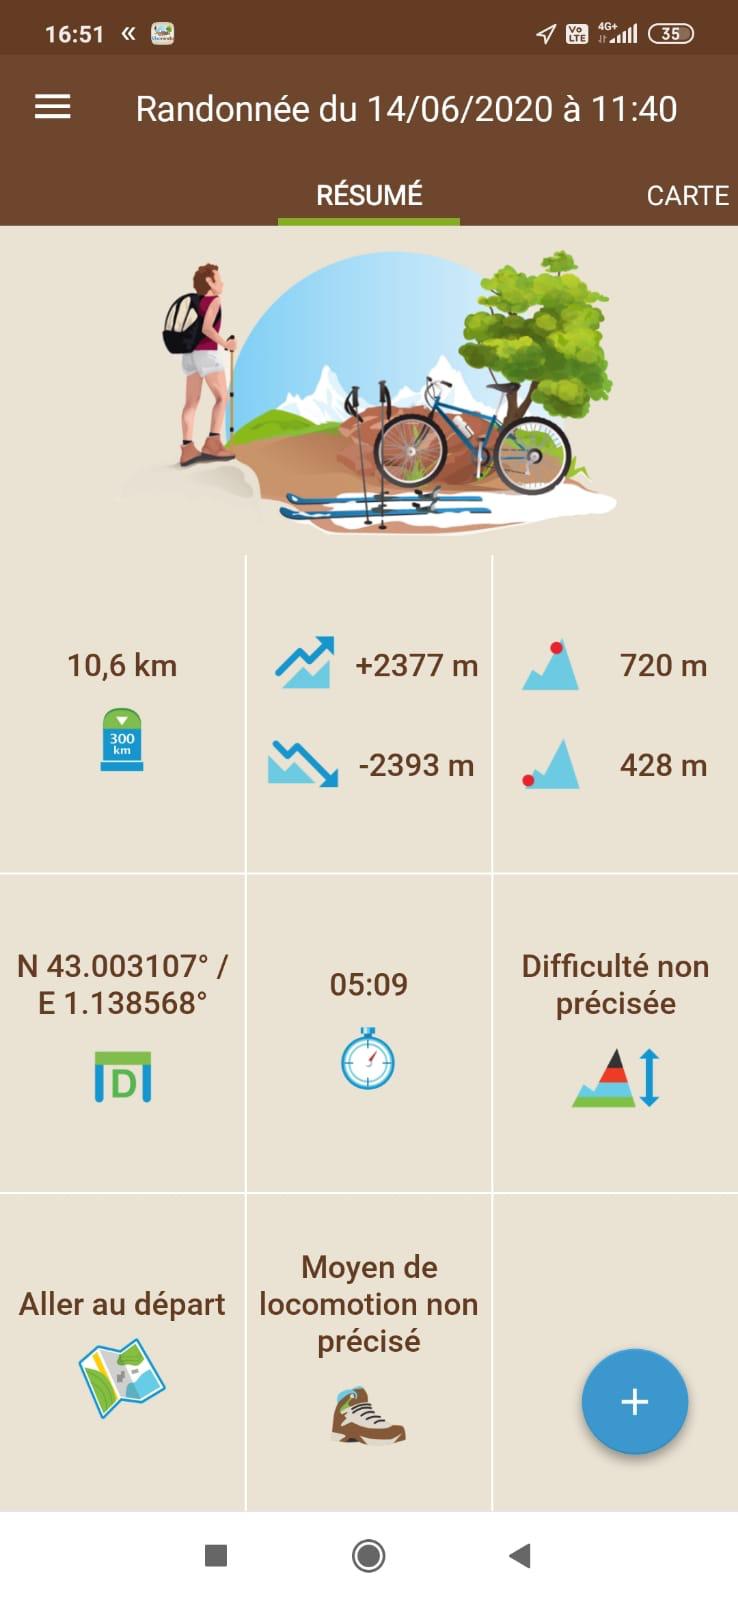 16:51 «
Vo LTE 4G+ 35
Randonnée du 14/06/2020 à 11:40
RÉSUMÉ CARTE
10,6 km
300
km
+2377 m
-2393 m
720 m
428 m
N 43.003107° /
E 1.138568°
D
05:09
Difficulté non
précisée
Aller au départ
Moyen de
locomotion non
précisé
+